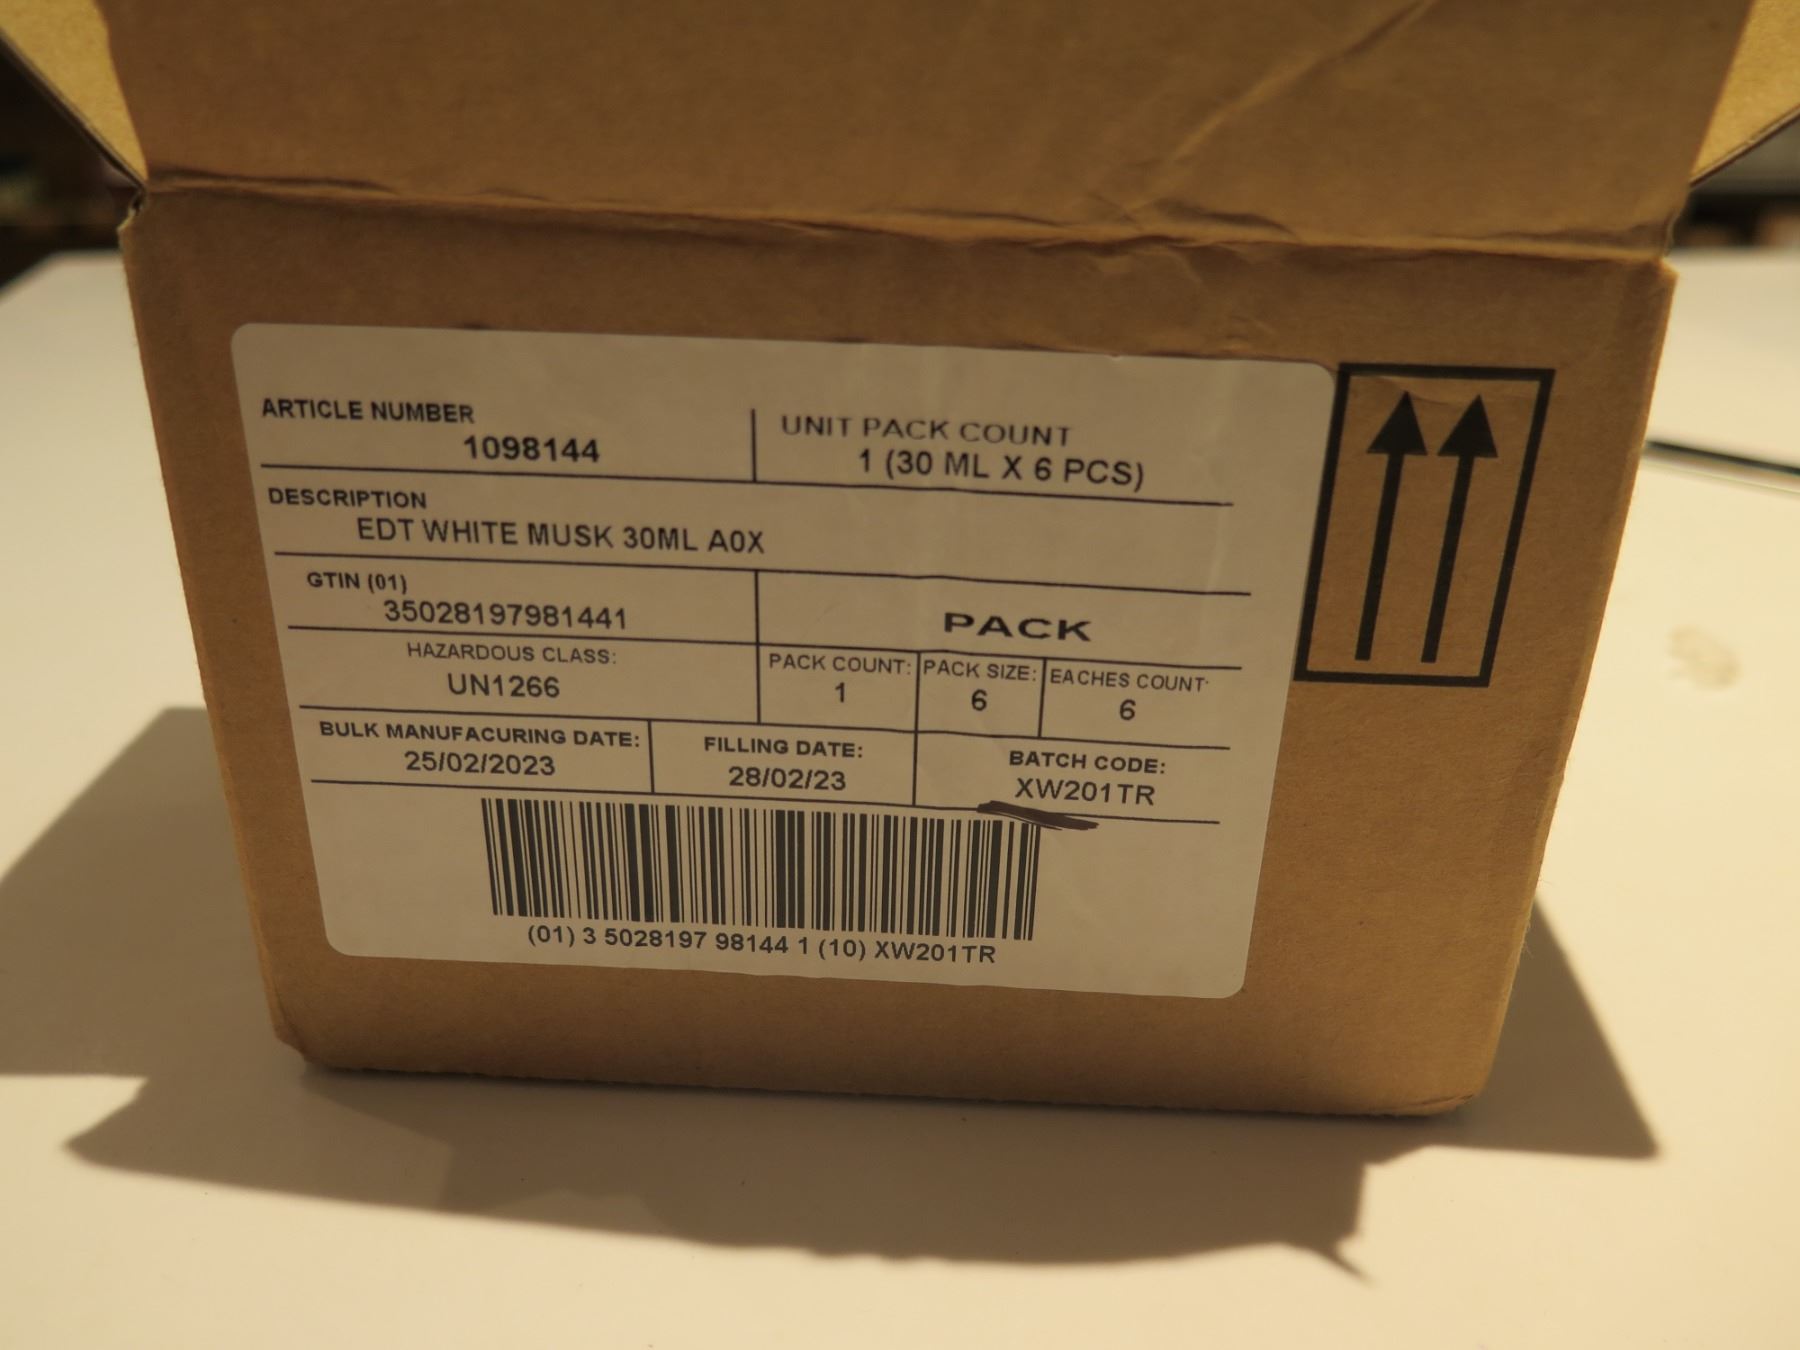 ARTICLE NUMBER
1098144
UNIT PACK COUNT
1 (30 ML X 6 PCS)
DESCRIPTION
EDT WHITE MUSK 30ML A0X
GTIN (01)
35028197981441
PACK
HAZARDOUS CLASS:
UN1266
PACK COUNT:
1
PACK SIZE:
6
EACHES COUNT
6
BULK MANUFACURING DATE:
25/02/2023
FILLING DATE:
28/02/23
BATCH CODE:
XW201TR
(01) 3 5028197 98144 1 (10) XW201TR